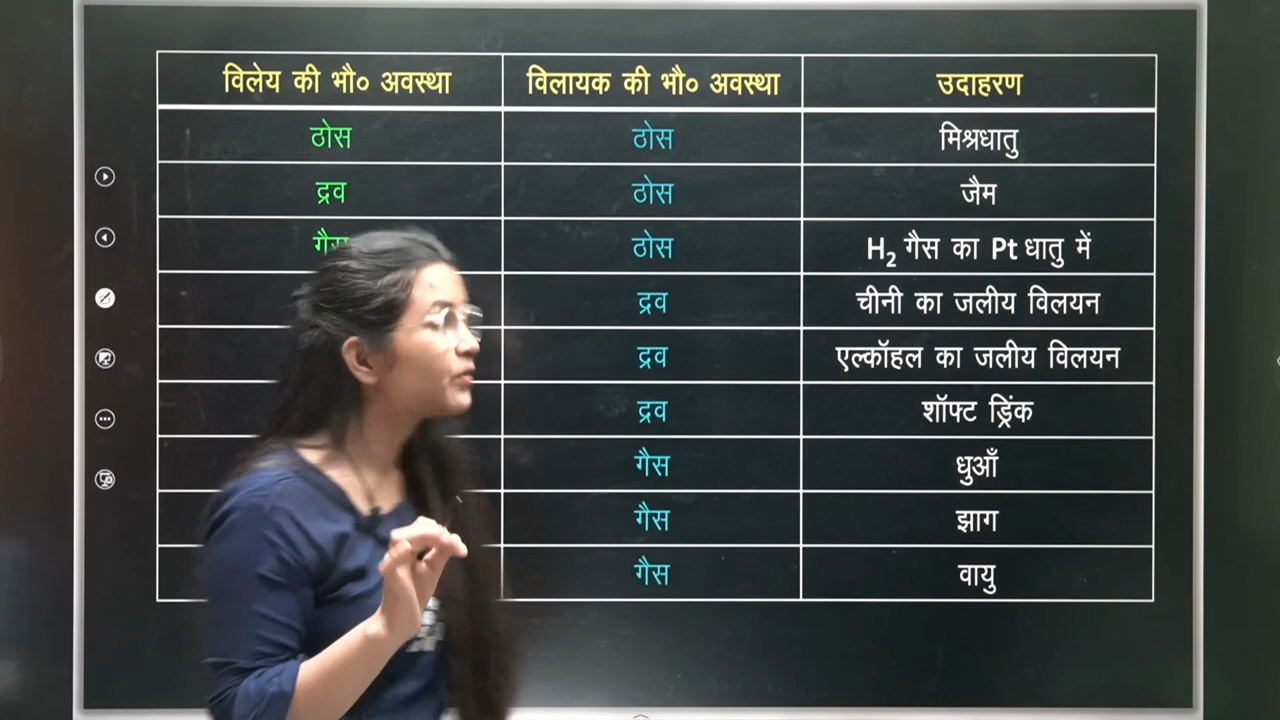 विलेय की भौ० अवस्था विलायक की भौ० अवस्था उदाहरण
ठोस ठोस मिश्रधातु
द्रव ठोस जैम
गैस ठोस H₂ गैस का Pt धातु में
द्रव चीनी का जलीय विलयन
द्रव एल्कॉहल का जलीय विलयन
द्रव शॉफ्ट ड्रिंक
गैस धुआँ
गैस झाग
गैस वायु